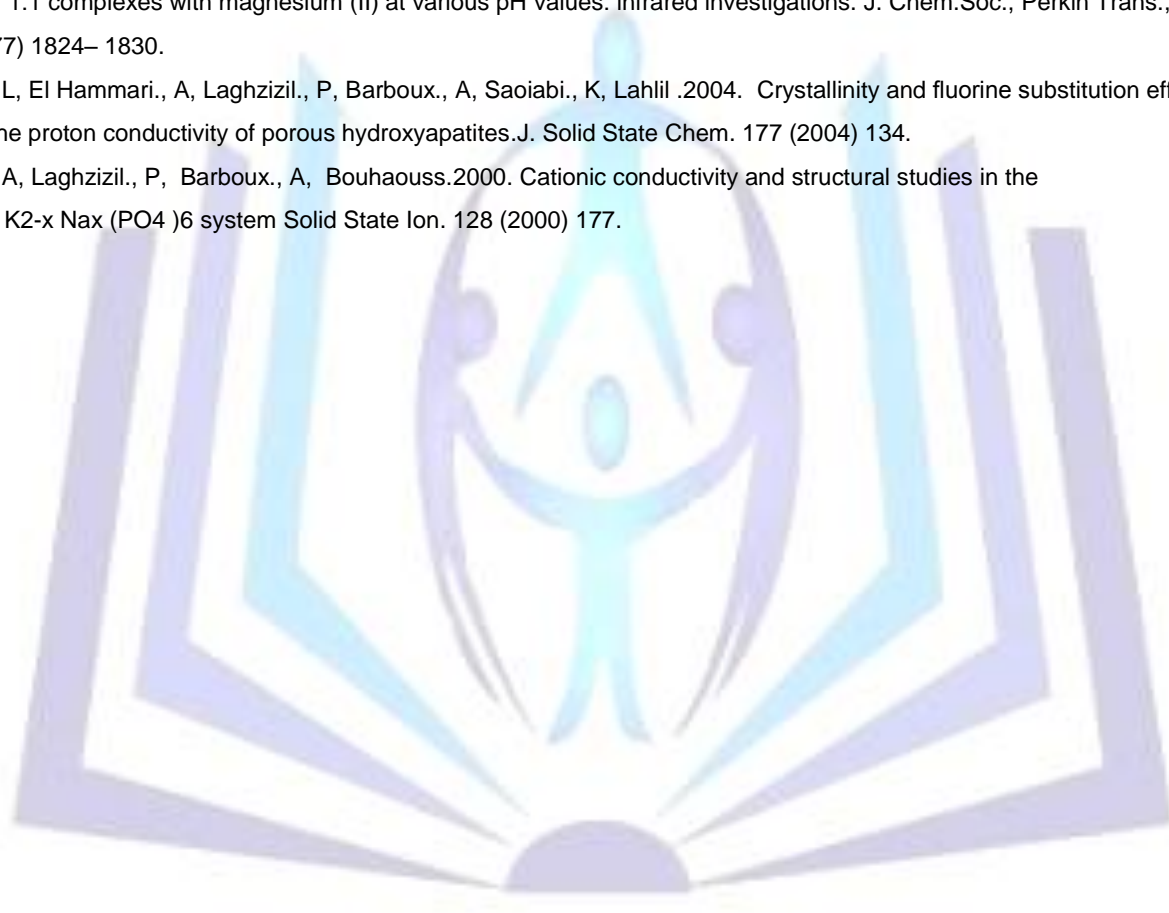 1:1 complexes with magnesium (II) at various pH values. Infrared investigations. J. Chem.Soc., Perkin Trans.,
77) 1824– 1830.
L, El Hammari., A, Laghzizil., P, Barboux., A, Saoiabi., K, Lahlil .2004. Crystallinity and fluorine substitution
the proton conductivity of porous hydroxyapatites.J. Solid State Chem. 177 (2004) 134.
A, Laghzizil., P, Barboux., A, Bouhaouss.2000. Cationic conductivity and structural studies in the
K2-x Nax (PO4 )6 system Solid State Ion. 128 (2000) 177.